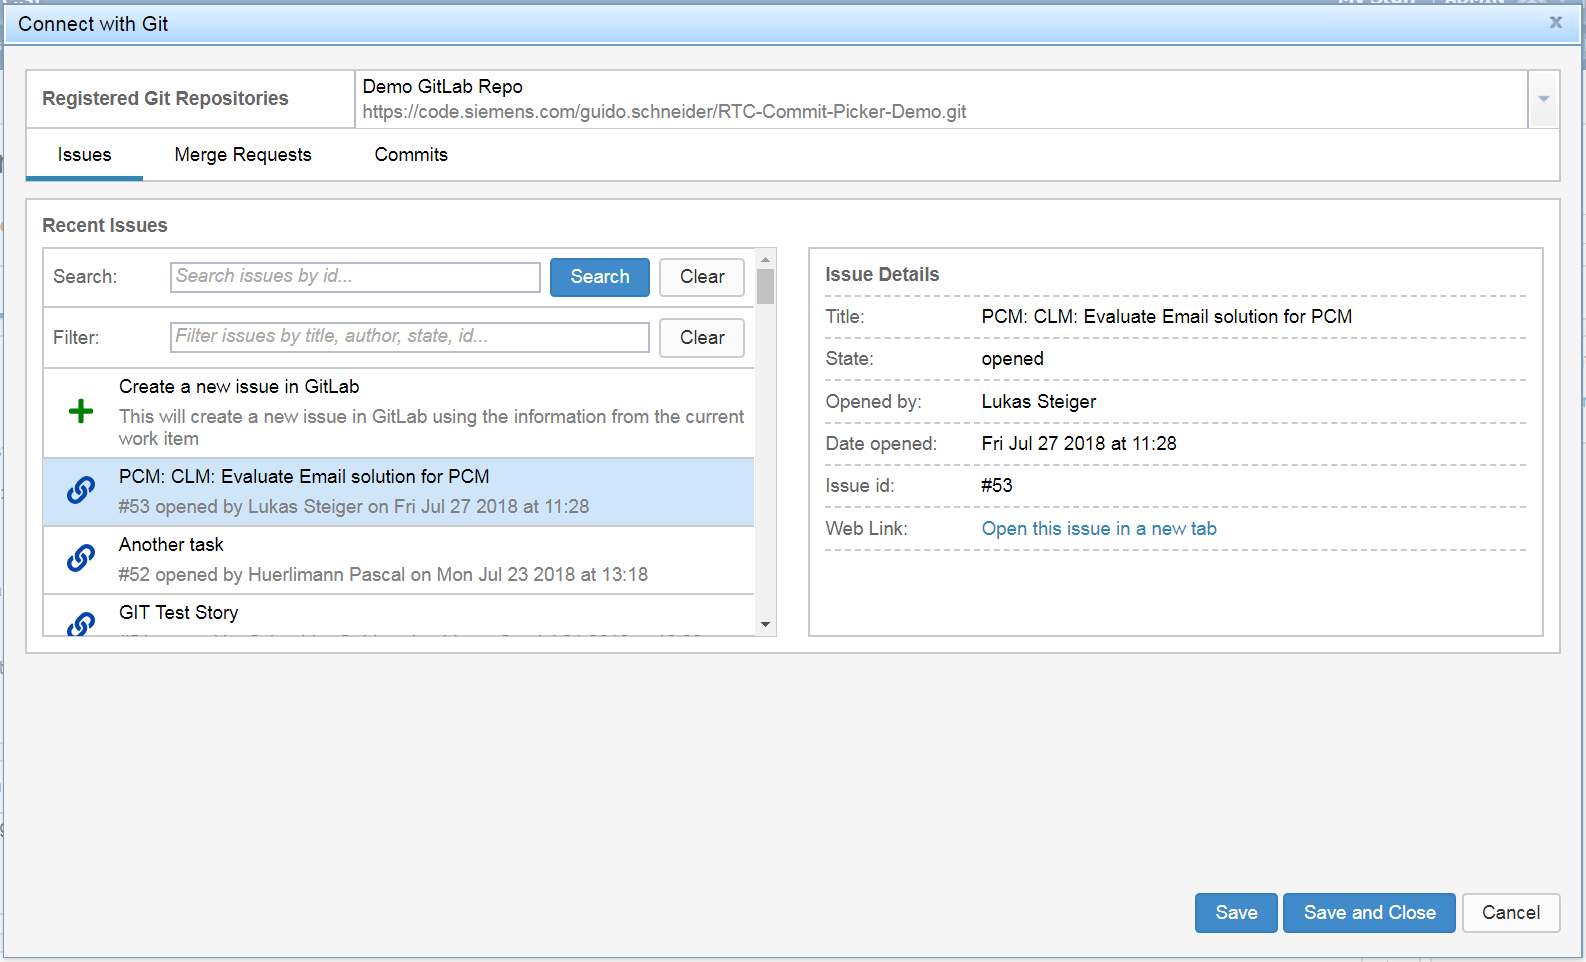 Connect with Git
x
Registered Git Repositories
Demo GitLab Repo
https://code.siemens.com/guido.schneider/RTC-Commit-Picker-Demo.git
Issues Merge Requests Commits
Recent Issues
Search: Search issues by id... Search Clear
Filter: Filter issues by title, author, state, id... Clear
Create a new issue in GitLab
This will create a new issue in GitLab using the information from the current
work item
PCM: CLM: Evaluate Email solution for PCM
#53 opened by Lukas Steiger on Fri Jul 27 2018 at 11:28
Another task
#52 opened by Huerlimann Pascal on Mon Jul 23 2018 at 13:18
GIT Test Story
Issue Details
Title: PCM: CLM: Evaluate Email solution for PCM
State: opened
Opened by: Lukas Steiger
Date opened: Fri Jul 27 2018 at 11:28
Issue id: #53
Web Link: Open this issue in a new tab
Save Save and Close Cancel